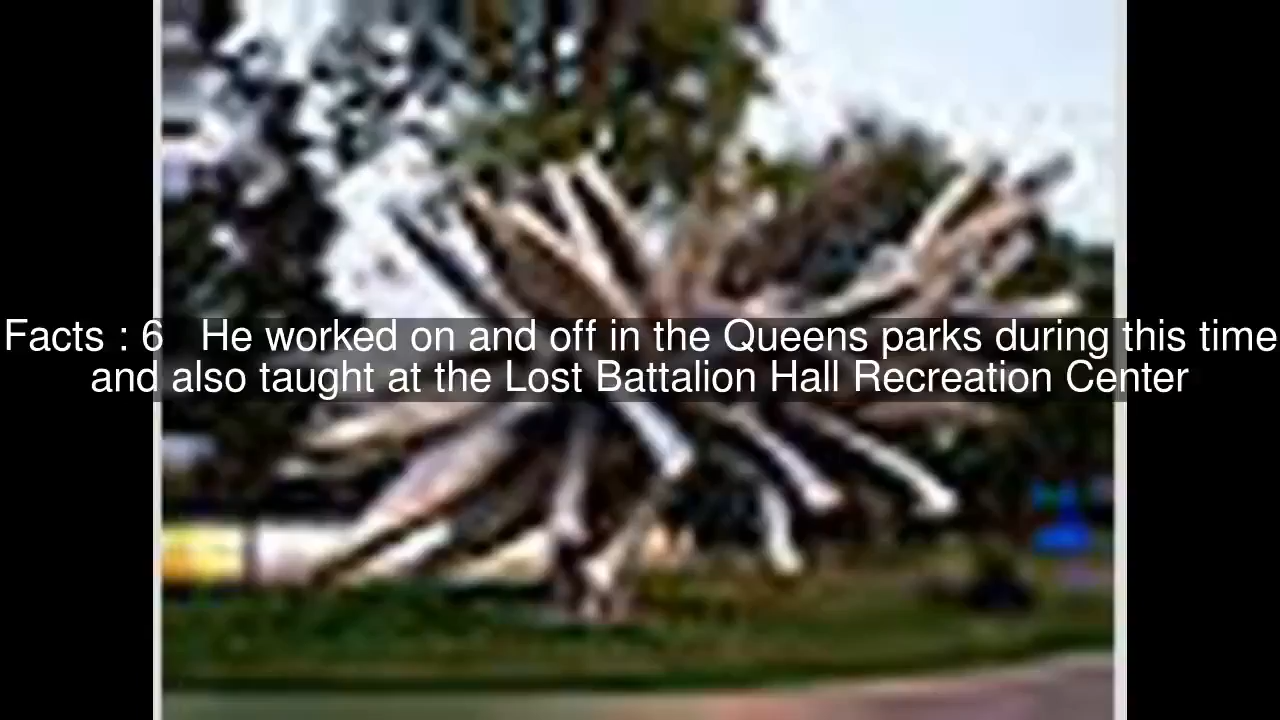 Facts : 6 He worked on and off in the Queens parks during this time
and also taught at the Lost Battalion Hall Recreation Center